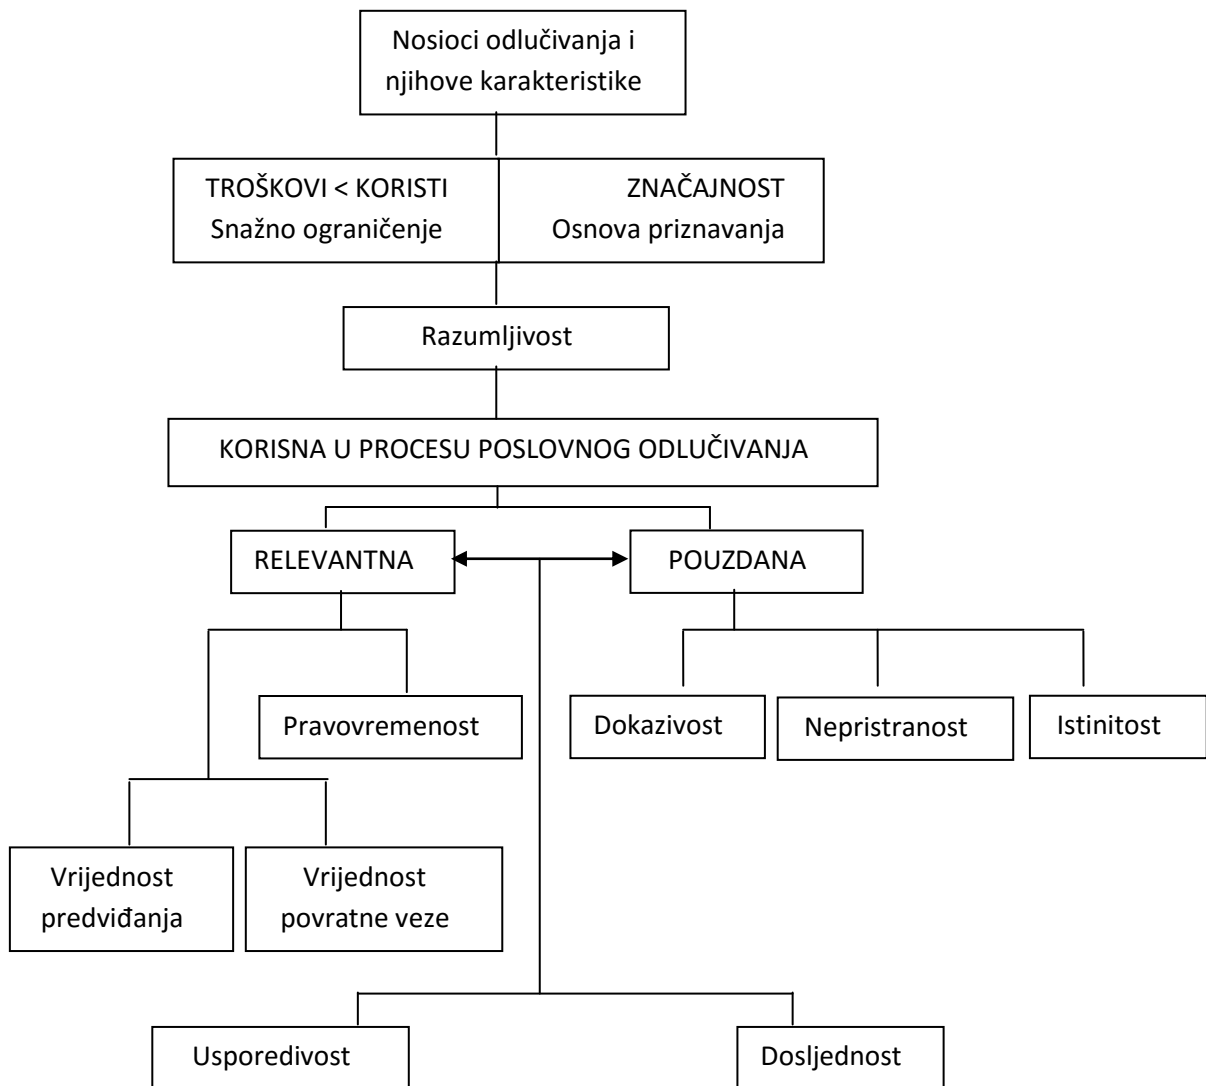 Nosioci odlučivanja i
njihove karakteristike
TROŠKOVI < KORISTI
Snažno ograničenje
ZNAČAJNOST
Osnova priznavanja
Razumljivost
KORISNA U PROCESU POSLOVNOG ODLUČIVANJA
RELEVANTNA
POUZDANA
Pravovremenost
Dokazivost
Nepristranost
Istinitost
Vrijednost
predviđanja
Vrijednost
povratne veze
Usporedivost
Dosljednost